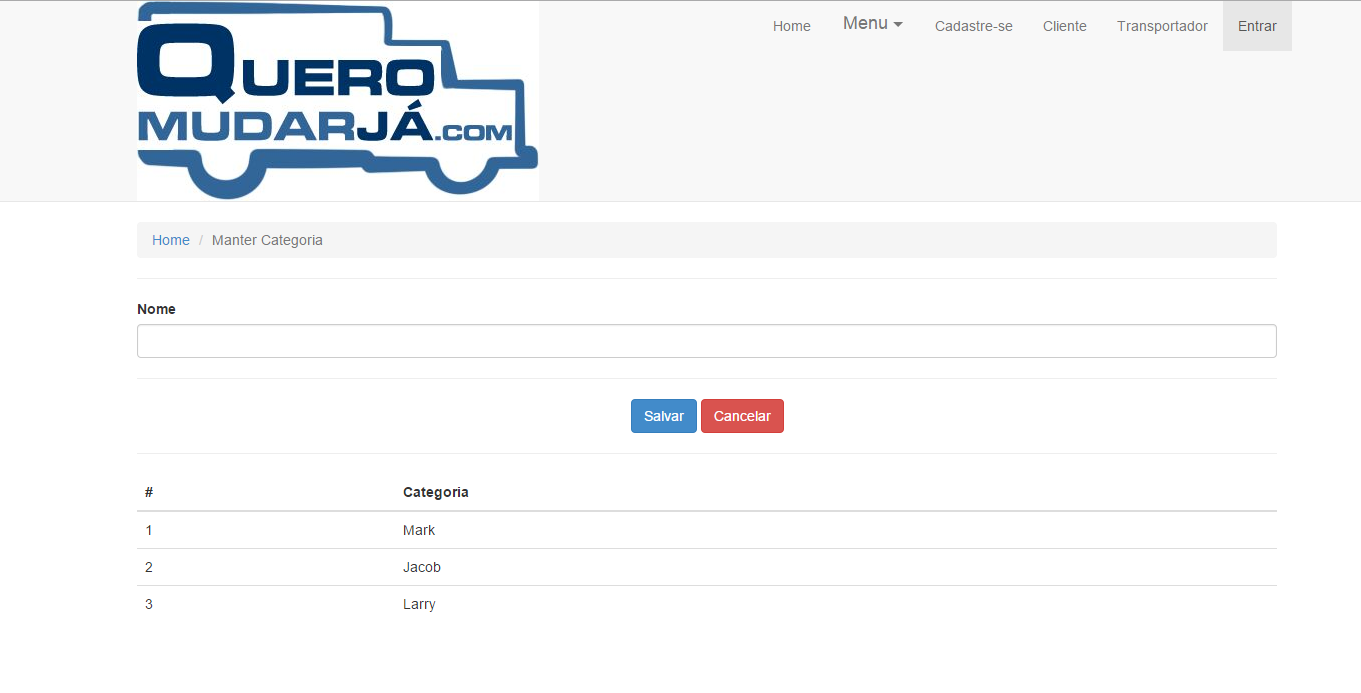 QUERO
MUDARJÁ.COM
Home Menu Cadastre-se Cliente Transportador Entrar
Home / Manter Categoria
Nome
Salvar Cancelar
# Categoria
1 Mark
2 Jacob
3 Larry